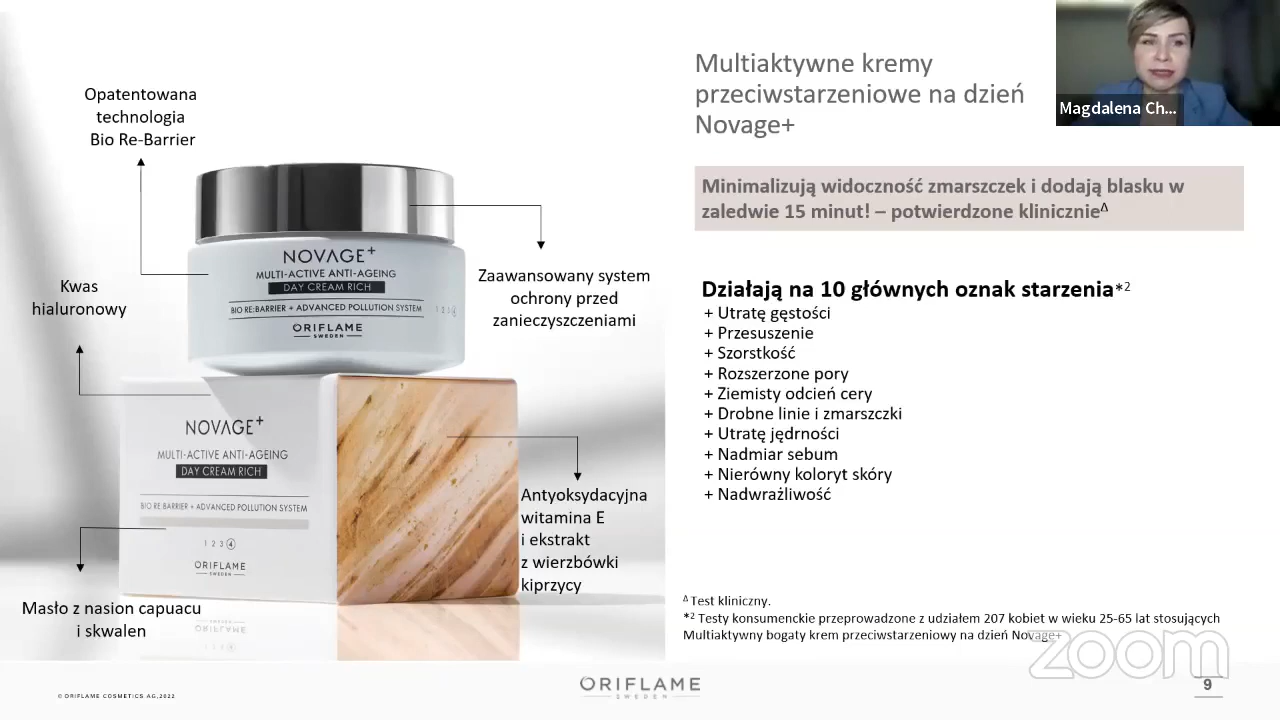 Opatentowana
technologia
Bio Re-Barrier
Kwas
hialuronowy
Masło z nasion capuacu
i skwalen
NOVAGE+
MULTI-ACTIVE ANTI-AGEING
DAY CREAM RICH
BIO RE:BARRIER + ADVANCED POLLUTION SYSTEM
1 2 3 4
ORIFLAME
SWEDEN
NOVAGE+
MULTI-ACTIVE ANTI-AGEING
DAY CREAM RICH
BIO RE:BARRIER + ADVANCED POLLUTION SYSTEM
1 2 3 4
ORIFLAME
SWEDEN
Zaawansowany system
ochrony przed
zanieczyszczeniami
Antyoksydacyjna
witamina E
i ekstrakt
z wierzbówki
kiprzycy
Multiaktywne kremy
przeciwstarzeniowe na dzień
Novage+
Magdalena Ch...
Minimalizują widoczność zmarszczek i dodają blasku w
zaledwie 15 minut! – potwierdzone klinicznieΔ
Działają na 10 głównych oznak starzenia*2
+ Utratę gęstości
+ Przesuszenie
+ Szorstkość
+ Rozszerzone pory
+ Ziemisty odcień cery
+ Drobne linie i zmarszczki
+ Utratę jędrności
+ Nadmiar sebum
+ Nierówny koloryt skóry
+ Nadwrażliwość
Δ Test kliniczny.
*2 Testy konsumenckie przeprowadzone z udziałem 207 kobiet w wieku 25-65 lat stosujących
Multiaktywny bogaty krem przeciwstarzeniowy na dzień Novage+
zoom
© ORIFLAME COSMETICS AG,2022
ORIFLAME
SWEDEN
9